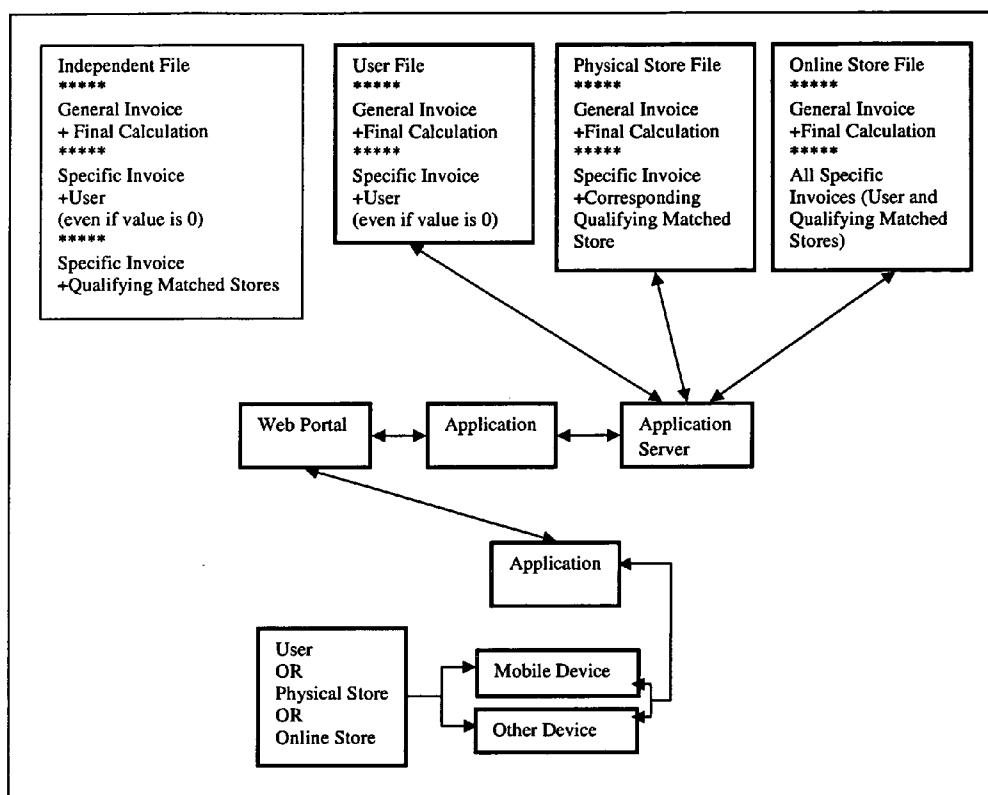 Independent File
*****
General Invoice
+ Final Calculation
*****
Specific Invoice
+User
(even if value is 0)
*****
Specific Invoice
+Qualifying Matched Stores
User File
*****
General Invoice
+Final Calculation
*****
Specific Invoice
+User
(even if value is 0)
Physical Store File
*****
General Invoice
+Final Calculation
*****
Specific Invoice
+Corresponding
Qualifying Matched
Store
Online Store File
*****
General Invoice
+Final Calculation
*****
All Specific
Invoices (User and
Qualifying Matched
Stores)
Web Portal
Application
Application
Server
Application
User
OR
Physical Store
OR
Online Store
Mobile Device
Other Device